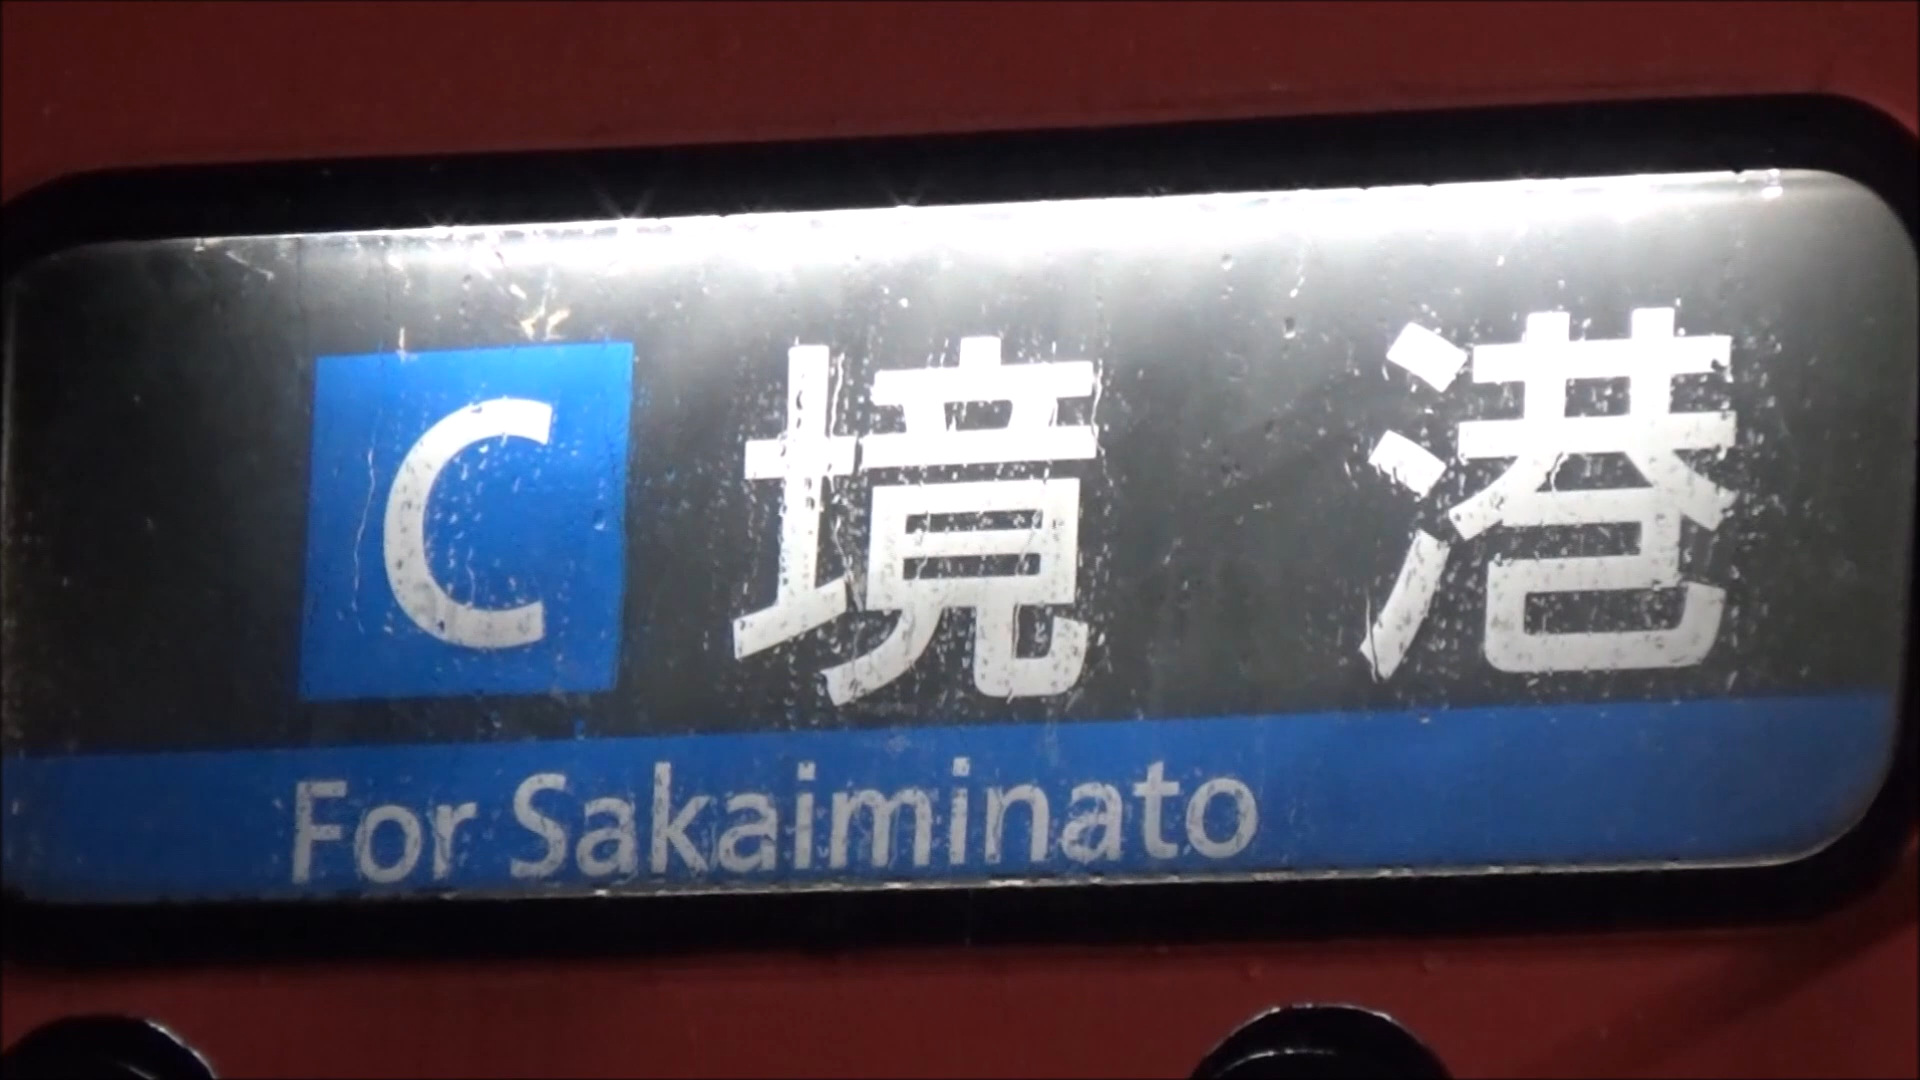 C 境 港
For Sakaiminato